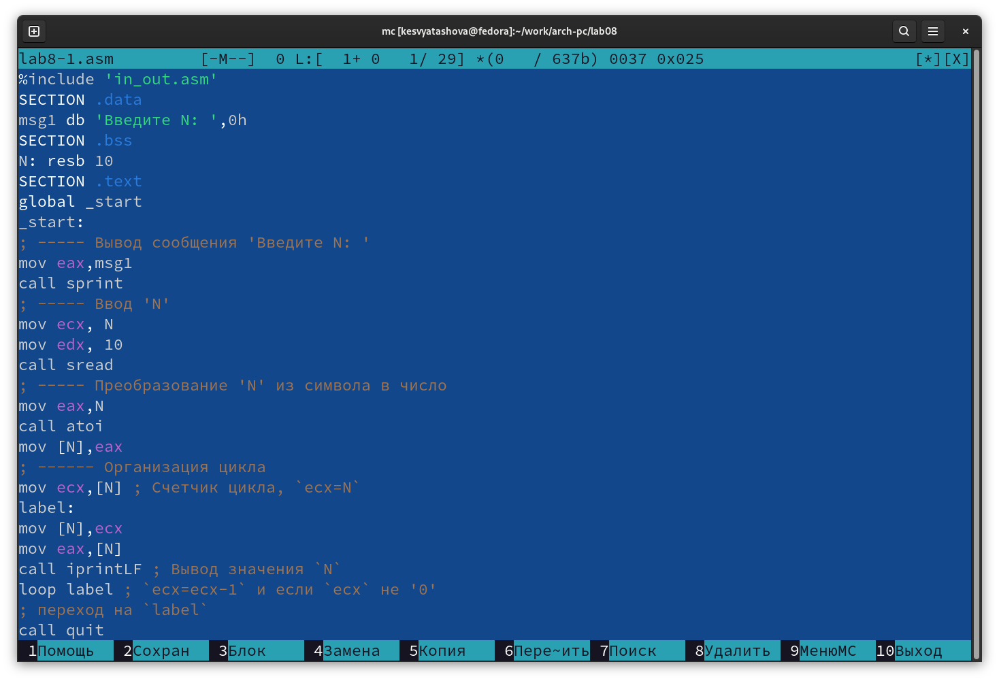 mc [kesvyatashova@fedora]:~/work/arch-pc/lab08
lab8-1.asm         [-M--]  0 L:[  1+ 0   1/ 29] *(0   / 637b) 0037 0x025                      [*][X]
%include 'in_out.asm'
SECTION .data
msg1 db 'Введите N: ',0h
SECTION .bss
N: resb 10
SECTION .text
global _start
_start:
; ----- Вывод сообщения 'Введите N: '
mov eax,msg1
call sprint
; ----- Ввод 'N'
mov ecx, N
mov edx, 10
call sread
; ----- Преобразование 'N' из символа в число
mov eax,N
call atoi
mov [N],eax
; ------ Организация цикла
mov ecx,[N] ; Счетчик цикла, `ecx=N`
label:
mov [N],ecx
mov eax,[N]
call iprintLF ; Вывод значения `N`
loop label ; `ecx=ecx-1` и если `ecx` не '0'
; переход на `label`
call quit
1Помощь 2Сохран 3Блок 4Замена 5Копия 6Пере~ить 7Поиск 8Удалить 9МенюМС 10Выход